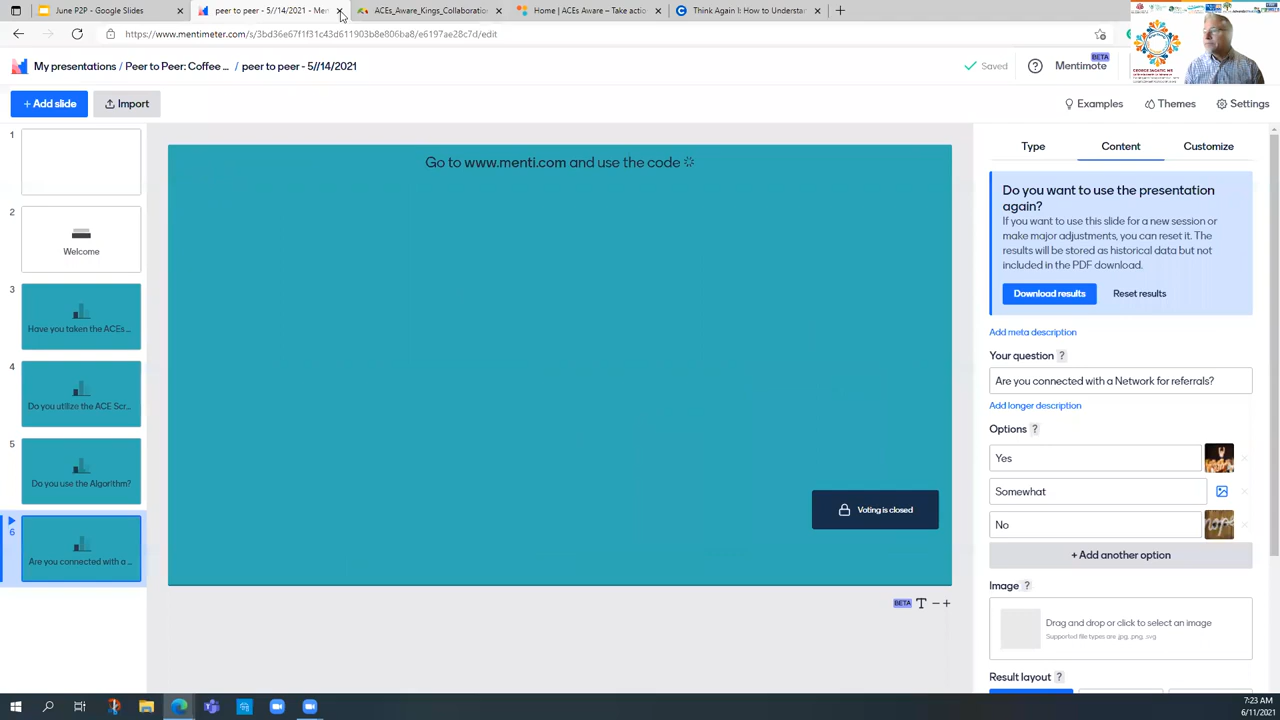 June P2P - Google Slides
peer to peer - 5//14/2021 - Men
ACEs_Aware_Kings_Collaboration
Home | ACEs Aware – Take actio
Think Again I: How to Understan
https://www.mentimeter.com/s/3bd36e67f1f31c43d611903b8e806ba8/e6197ae28c7d/edit
My presentations / Peer to Peer: Coffee ... / peer to peer - 5//14/2021
Saved
BETA
Mentimote
+ Add slide
Import
Examples
Themes
Settings
1
2
Welcome
3
Have you taken the ACEs ...
4
Do you utilize the ACE Scr...
5
Do you use the Algorithm?
6
Are you connected with a ...
Go to www.menti.com and use the code
Voting is closed
BETA
Type
Content
Customize
Do you want to use the presentation
again?
If you want to use this slide for a new session or
make major adjustments, you can reset it. The
results will be stored as historical data but not
included in the PDF download.
Download results
Reset results
Add meta description
Your question ?
Are you connected with a Network for referrals?
Add longer description
Options ?
Yes
Somewhat
No
+ Add another option
Image ?
Drag and drop or click to select an image
Supported file types are .jpg, .png, .svg
Result layout ?
7:23 AM
6/11/2021